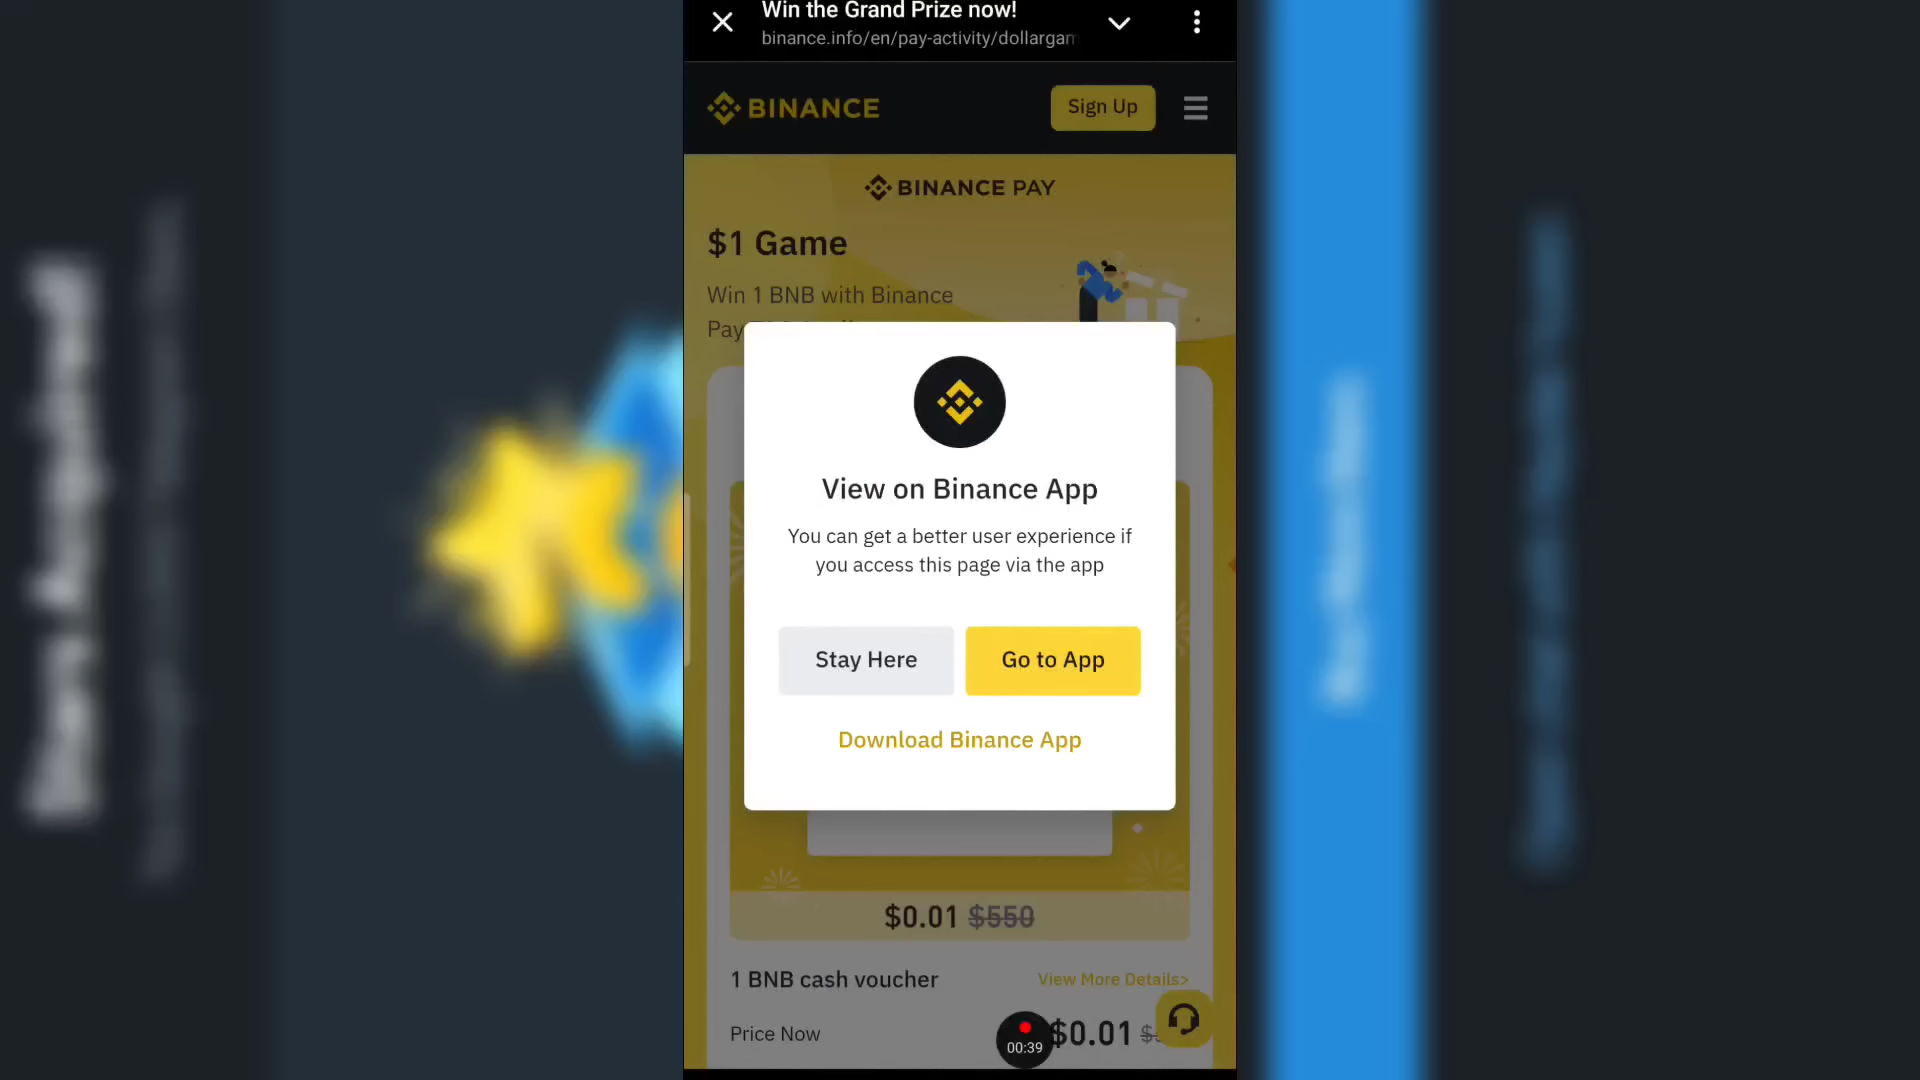 Win the Grand Prize now!
binance.info/en/pay-activity/dollargam
BINANCE
Sign Up
BINANCE PAY
$1 Game
Win 1 BNB with Binance
Pay
View on Binance App
You can get a better user experience if
you access this page via the app
Stay Here
Go to App
Download Binance App
$0.01 $550
1 BNB cash voucher
View More Details>
Price Now
$0.01
00:39